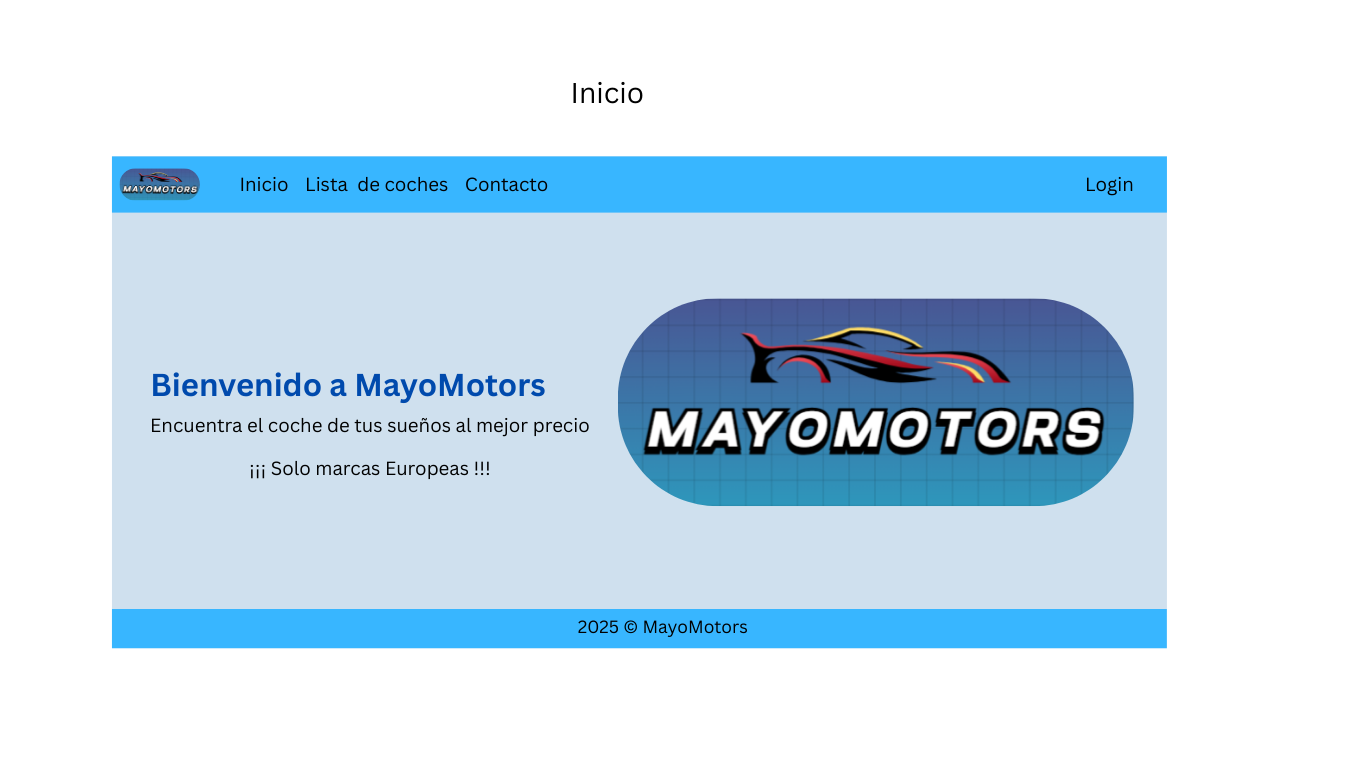 Inicio
MAYOMOTORS
Inicio
Lista de coches
Contacto
Login
Bienvenido a MayoMotors
Encuentra el coche de tus sueños al mejor precio
¡¡¡ Solo marcas Europeas !!!
MAYOMOTORS
2025 © MayoMotors